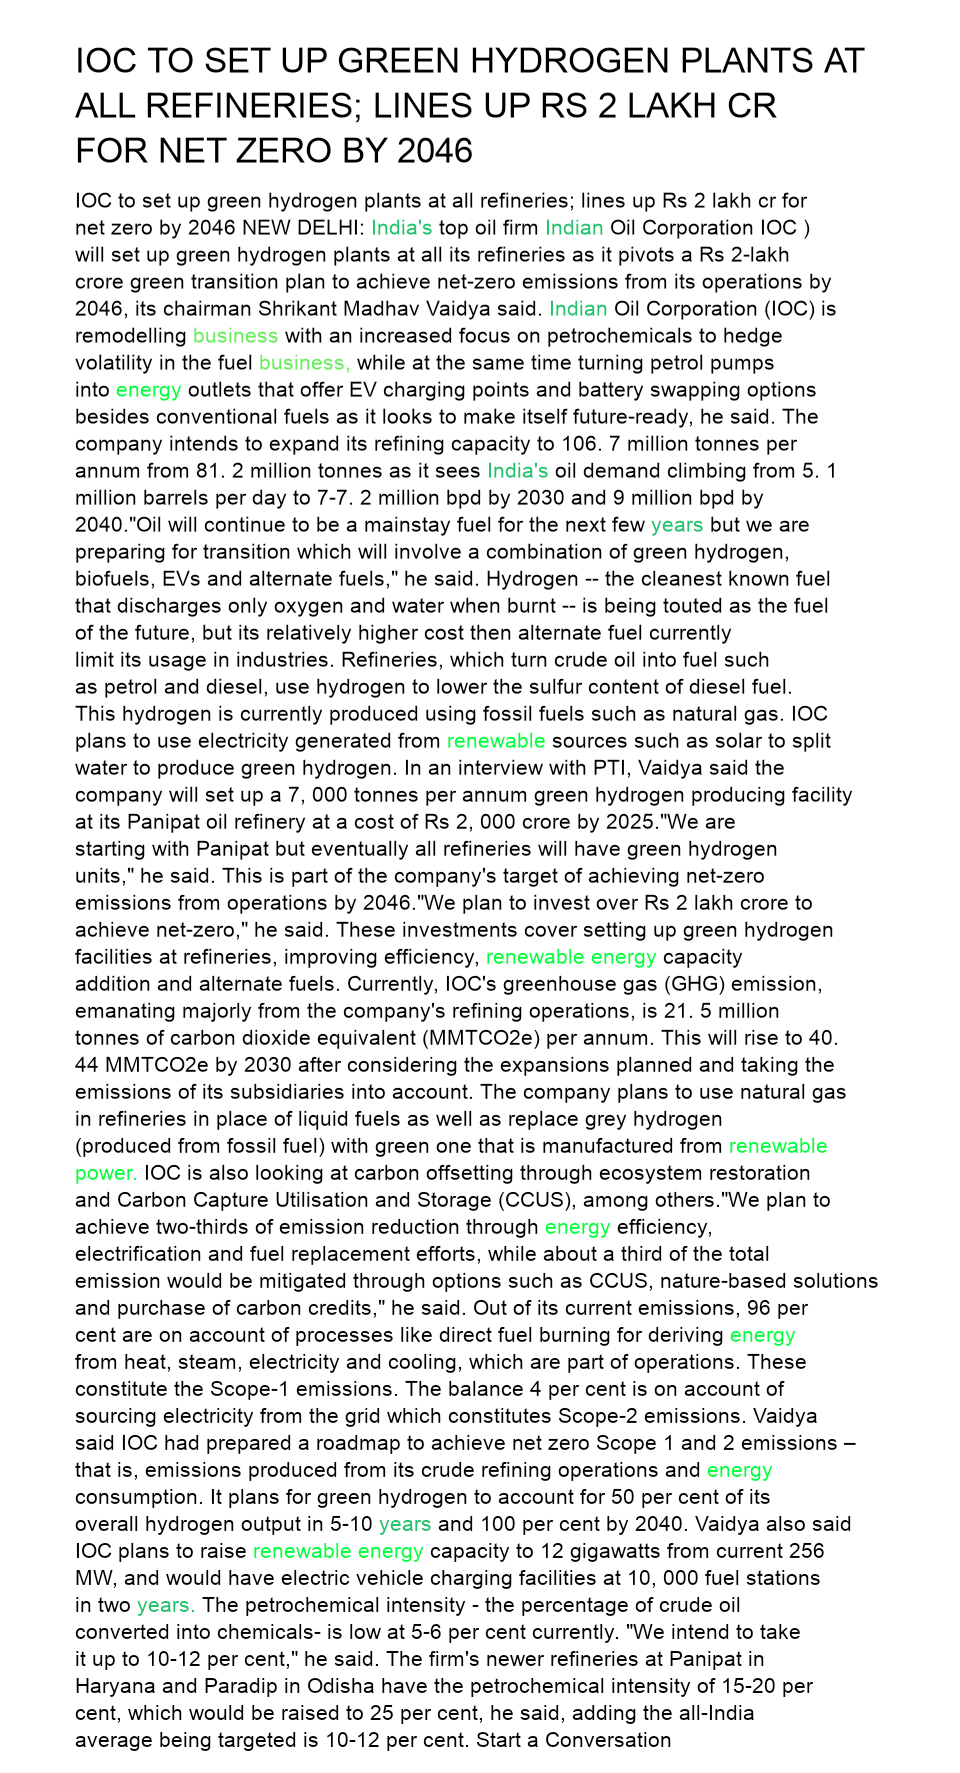 IOC TO SET UP GREEN HYDROGEN PLANTS AT
ALL REFINERIES; LINES UP RS 2 LAKH CR
FOR NET ZERO BY 2046
IOC to set up green hydrogen plants at all refineries; lines up Rs 2 lakh cr for
net zero by 2046 NEW DELHI: India's top oil firm Indian Oil Corporation IOC )
will set up green hydrogen plants at all its refineries as it pivots a Rs 2-lakh
crore green transition plan to achieve net-zero emissions from its operations by
2046, its chairman Shrikant Madhav Vaidya said. Indian Oil Corporation (IOC) is
remodelling business with an increased focus on petrochemicals to hedge
volatility in the fuel business, while at the same time turning petrol pumps
into energy outlets that offer EV charging points and battery swapping options
besides conventional fuels as it looks to make itself future-ready, he said. The
company intends to expand its refining capacity to 106. 7 million tonnes per
annum from 81. 2 million tonnes as it sees India's oil demand climbing from 5. 1
million barrels per day to 7-7. 2 million bpd by 2030 and 9 million bpd by
2040."Oil will continue to be a mainstay fuel for the next few years but we are
preparing for transition which will involve a combination of green hydrogen,
biofuels, EVs and alternate fuels," he said. Hydrogen -- the cleanest known fuel
that discharges only oxygen and water when burnt -- is being touted as the fuel
of the future, but its relatively higher cost then alternate fuel currently
limit its usage in industries. Refineries, which turn crude oil into fuel such
as petrol and diesel, use hydrogen to lower the sulfur content of diesel fuel.
This hydrogen is currently produced using fossil fuels such as natural gas. IOC
plans to use electricity generated from renewable sources such as solar to split
water to produce green hydrogen. In an interview with PTI, Vaidya said the
company will set up a 7, 000 tonnes per annum green hydrogen producing facility
at its Panipat oil refinery at a cost of Rs 2, 000 crore by 2025."We are
starting with Panipat but eventually all refineries will have green hydrogen
units," he said. This is part of the company's target of achieving net-zero
emissions from operations by 2046."We plan to invest over Rs 2 lakh crore to
achieve net-zero," he said. These investments cover setting up green hydrogen
facilities at refineries, improving efficiency, renewable energy capacity
addition and alternate fuels. Currently, IOC's greenhouse gas (GHG) emission,
emanating majorly from the company's refining operations, is 21. 5 million
tonnes of carbon dioxide equivalent (MMTCO2e) per annum. This will rise to 40.
44 MMTCO2e by 2030 after considering the expansions planned and taking the
emissions of its subsidiaries into account. The company plans to use natural gas
in refineries in place of liquid fuels as well as replace grey hydrogen
(produced from fossil fuel) with green one that is manufactured from renewable
power. IOC is also looking at carbon offsetting through ecosystem restoration
and Carbon Capture Utilisation and Storage (CCUS), among others."We plan to
achieve two-thirds of emission reduction through energy efficiency,
electrification and fuel replacement efforts, while about a third of the total
emission would be mitigated through options such as CCUS, nature-based solutions
and purchase of carbon credits," he said. Out of its current emissions, 96 per
cent are on account of processes like direct fuel burning for deriving energy
from heat, steam, electricity and cooling, which are part of operations. These
constitute the Scope-1 emissions. The balance 4 per cent is on account of
sourcing electricity from the grid which constitutes Scope-2 emissions. Vaidya
said IOC had prepared a roadmap to achieve net zero Scope 1 and 2 emissions –
that is, emissions produced from its crude refining operations and energy
consumption. It plans for green hydrogen to account for 50 per cent of its
overall hydrogen output in 5-10 years and 100 per cent by 2040. Vaidya also said
IOC plans to raise renewable energy capacity to 12 gigawatts from current 256
MW, and would have electric vehicle charging facilities at 10, 000 fuel stations
in two years. The petrochemical intensity - the percentage of crude oil
converted into chemicals- is low at 5-6 per cent currently. "We intend to take
it up to 10-12 per cent," he said. The firm's newer refineries at Panipat in
Haryana and Paradip in Odisha have the petrochemical intensity of 15-20 per
cent, which would be raised to 25 per cent, he said, adding the all-India
average being targeted is 10-12 per cent. Start a Conversation